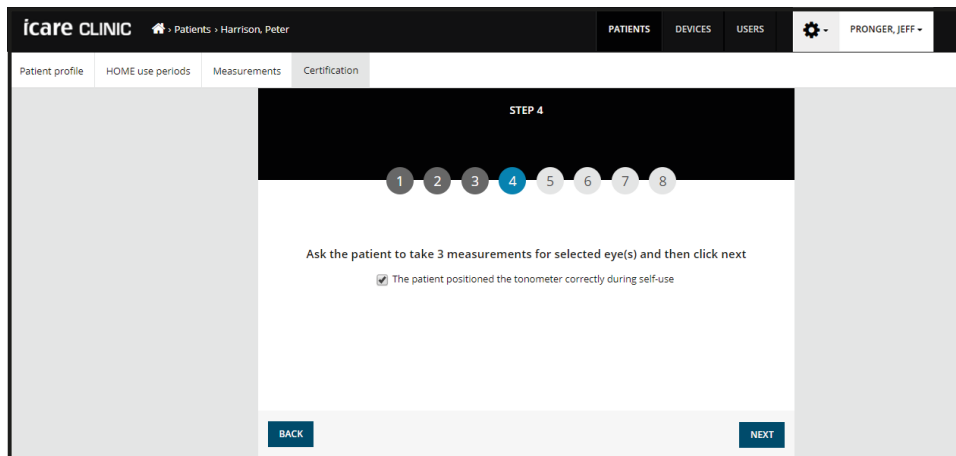 icare CLINIC › Patients › Harrison, Peter PATIENTS DEVICES USERS PRONGER, JEFF
Patient profile HOME use periods Measurements Certification
STEP 4
1 2 3 4 5 6 7 8
Ask the patient to take 3 measurements for selected eye(s) and then click next
The patient positioned the tonometer correctly during self-use
BACK NEXT